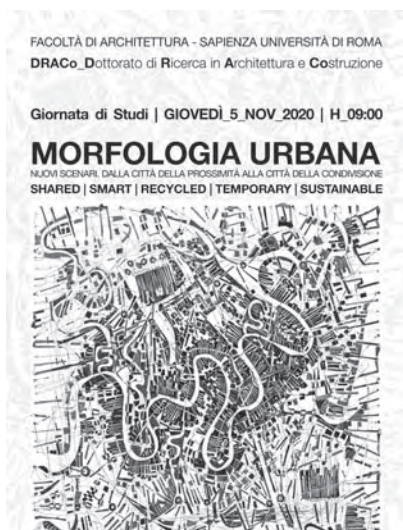 FACOLTÀ DI ARCHITETTURA - SAPIENZA UNIVERSITÀ DI ROMA
DRACo_Dottorato di Ricerca in Architettura e Costruzione
Giornata di Studi | GIOVEDÌ_5_NOV_2020 | H_09:00
MORFOLOGIA URBANA
NUOVI SCENARI. DALLA CITTÀ DELLA PROSSIMITÀ ALLA CITTÀ DELLA CONDIVISIONE
SHARED | SMART | RECYCLED | TEMPORARY | SUSTAINABLE